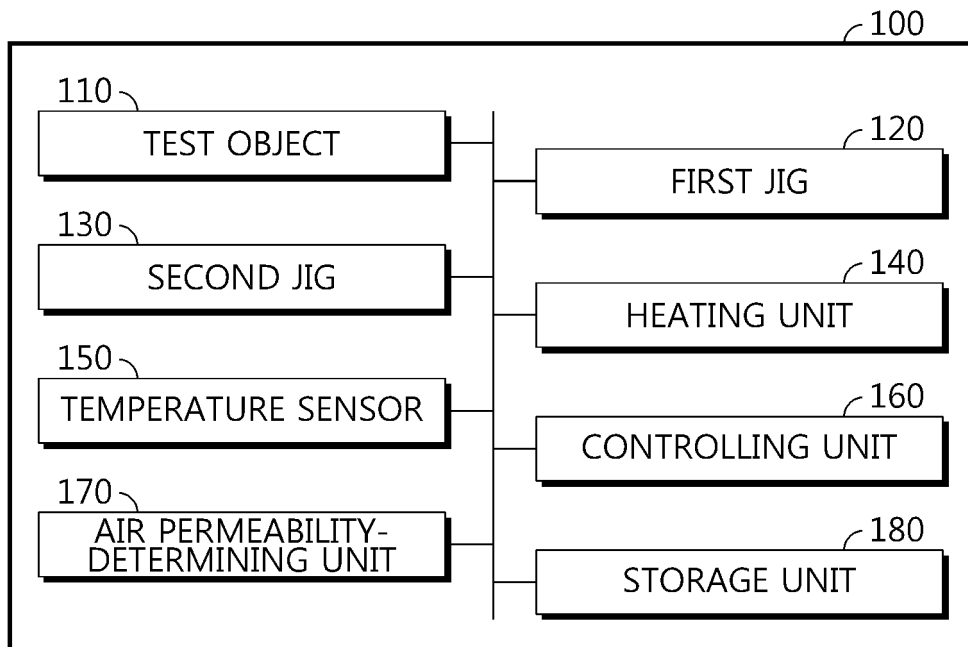 100
110
TEST OBJECT
120
FIRST JIG
130
SECOND JIG
140
HEATING UNIT
150
TEMPERATURE SENSOR
160
CONTROLLING UNIT
170
AIR PERMEABILITY-
DETERMINING UNIT
180
STORAGE UNIT